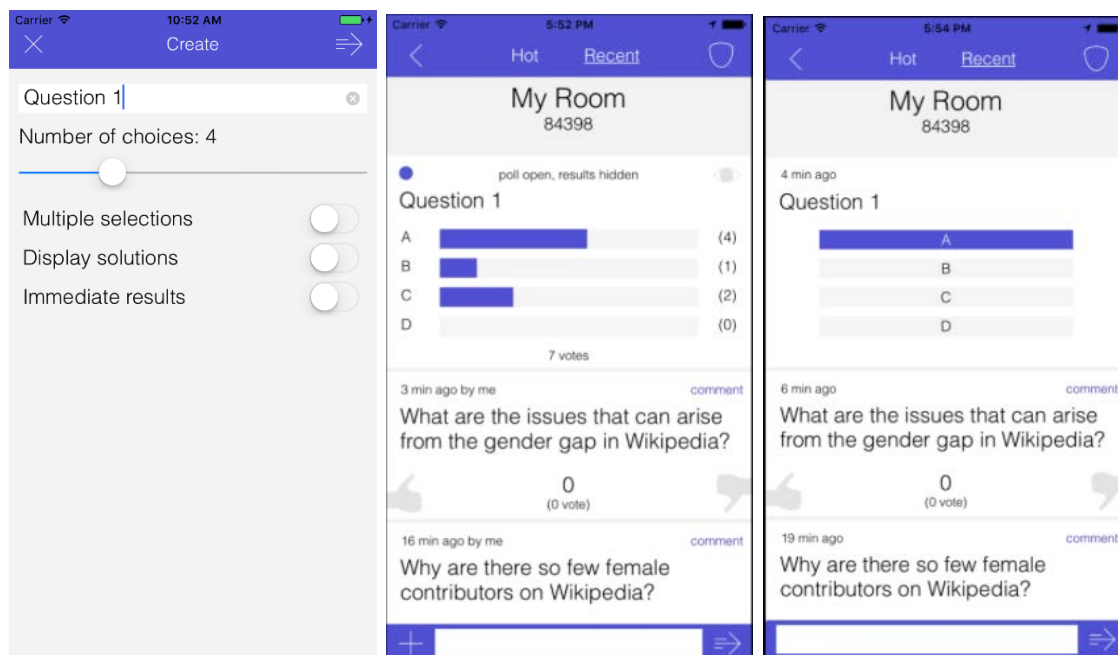 Carrier 10:52 AM
Create
Question 1
Number of choices: 4
Multiple selections
Display solutions
Immediate results
Carrier 5:52 PM
Hot Recent
My Room
84398
poll open, results hidden
Question 1
A (4)
B (1)
C (2)
D (0)
7 votes
3 min ago by me comment
What are the issues that can arise
from the gender gap in Wikipedia?
0
(0 vote)
16 min ago by me comment
Why are there so few female
contributors on Wikipedia?
Carrier 5:54 PM
Hot Recent
My Room
84398
4 min ago
Question 1
A
B
C
D
6 min ago comment
What are the issues that can arise
from the gender gap in Wikipedia?
0
(0 vote)
19 min ago comment
Why are there so few female
contributors on Wikipedia?